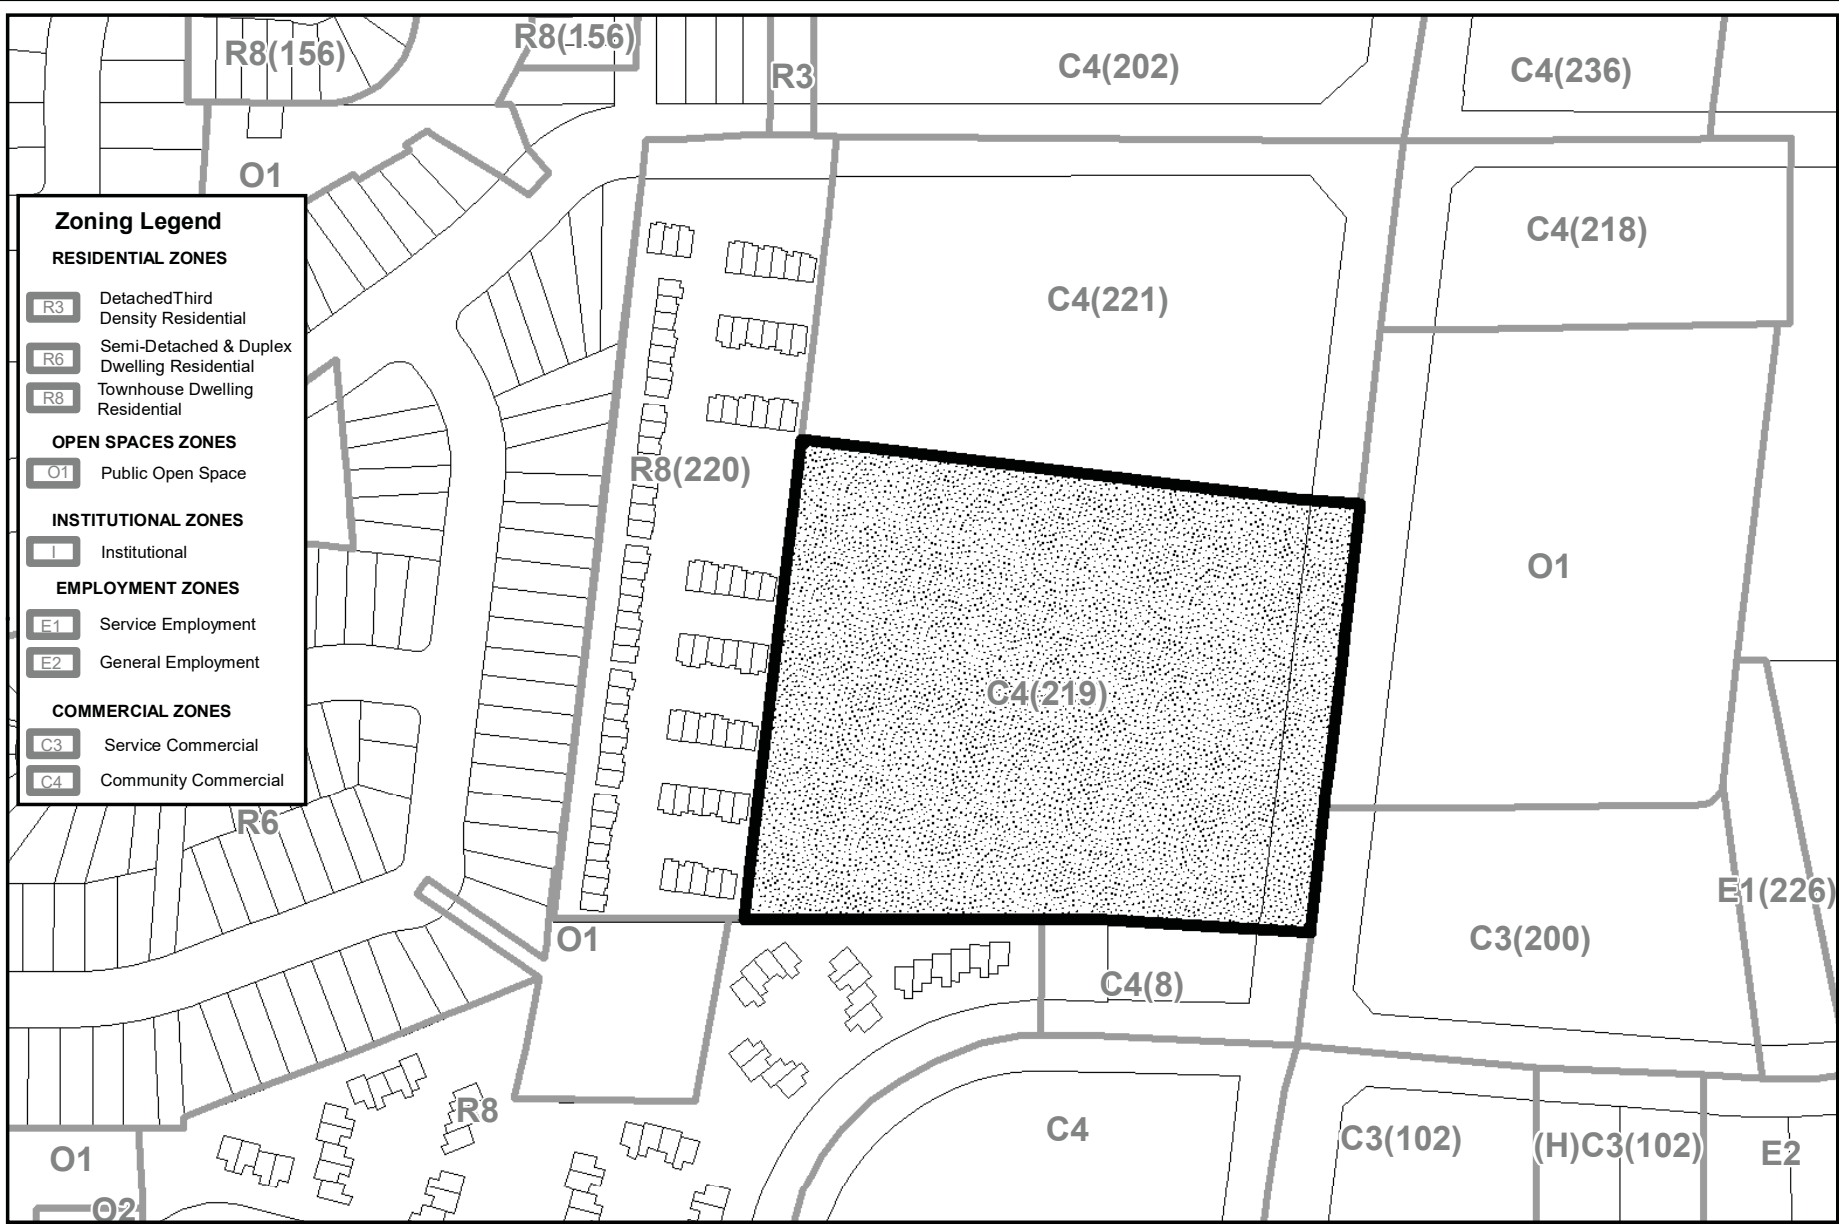 R8(156)
R8(156)
R3
C4(202)
C4(236)
O1
C4(218)
C4(221)
Zoning Legend
RESIDENTIAL ZONES
R3
DetachedThird
Density Residential
R6
Semi-Detached & Duplex
Dwelling Residential
R8
Townhouse Dwelling
Residential
OPEN SPACES ZONES
O1
Public Open Space
INSTITUTIONAL ZONES
I
Institutional
EMPLOYMENT ZONES
E1
Service Employment
E2
General Employment
COMMERCIAL ZONES
C3
Service Commercial
C4
Community Commercial
R8(220)
O1
C4(219)
R6
E1(226)
O1
C3(200)
C4(8)
R8
C4
C3(102)
(H)C3(102)
E2
O1
O2